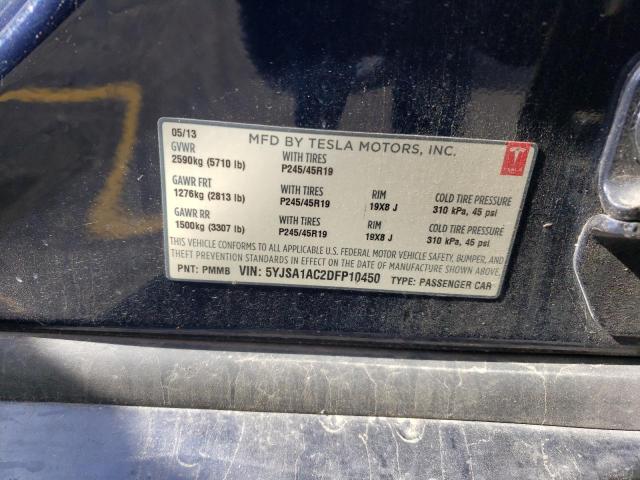 05/13
MFD BY TESLA MOTORS, INC.
GVWR
2590kg (5710 lb)
WITH TIRES
P245/45R19
TESLA
GAWR FRT
1276kg (2813 lb)
WITH TIRES
P245/45R19
RIM
19X8 J
COLD TIRE PRESSURE
310 kPa, 45 psi
GAWR RR
1500kg (3307 lb)
WITH TIRES
P245/45R19
RIM
19X8 J
COLD TIRE PRESSURE
310 kPa, 45 psi
THIS VEHICLE CONFORMS TO ALL APPLICABLE U.S. FEDERAL MOTOR VEHICLE SAFETY, BUMPER, AND
THEFT PREVENTION STANDARDS IN EFFECT ON THE DATE OF MANUFACTURE SHOWN ABOVE.
PNT: PMMB VIN: 5YJSA1AC2DFP10450 TYPE: PASSENGER CAR